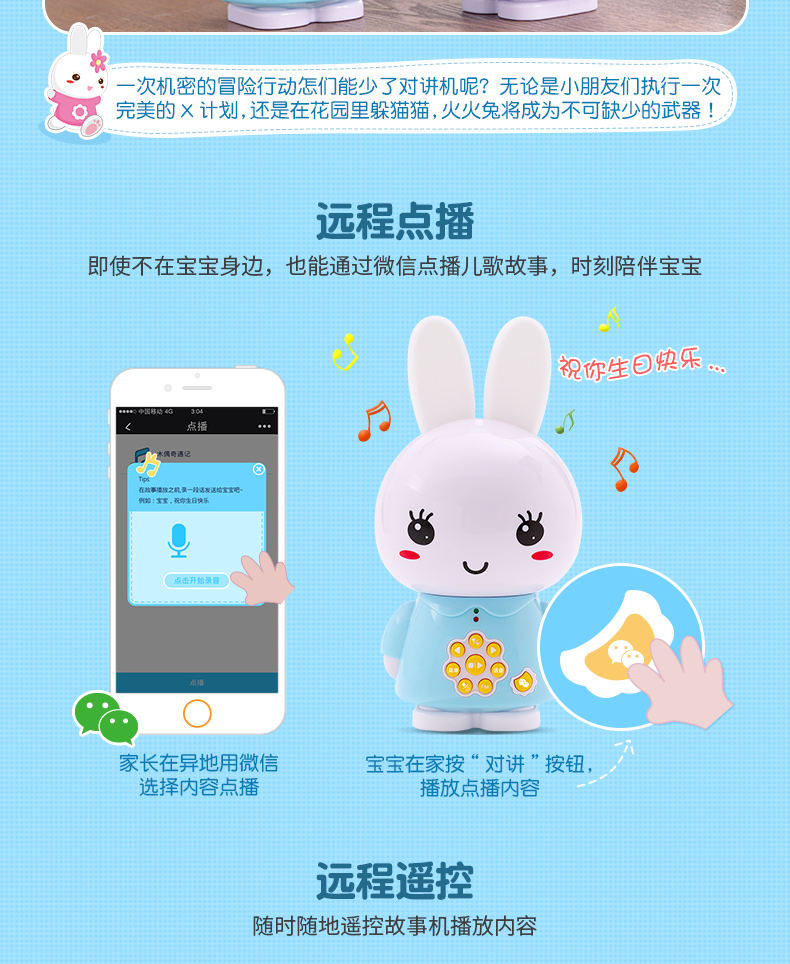 一次机密的冒险行动怎们能少了对讲机呢？无论是小朋友们执行一次
完美的X计划,还是在花园里躲猫猫,火火兔将成为不可缺少的武器！
远程点播
即使不在宝宝身边，也能通过微信点播儿歌故事，时刻陪伴宝宝
祝你生日快乐...
中国移动 4G
3:04
点播
木偶奇遇记
Tips
在故事播放之机,录一段话发送给宝宝吧~
例如：宝宝，祝你生日快乐
点击开始录音
点播
家长在异地用微信
选择内容点播
宝宝在家按“对讲”按钮，
播放点播内容
远程遥控
随时随地遥控故事机播放内容